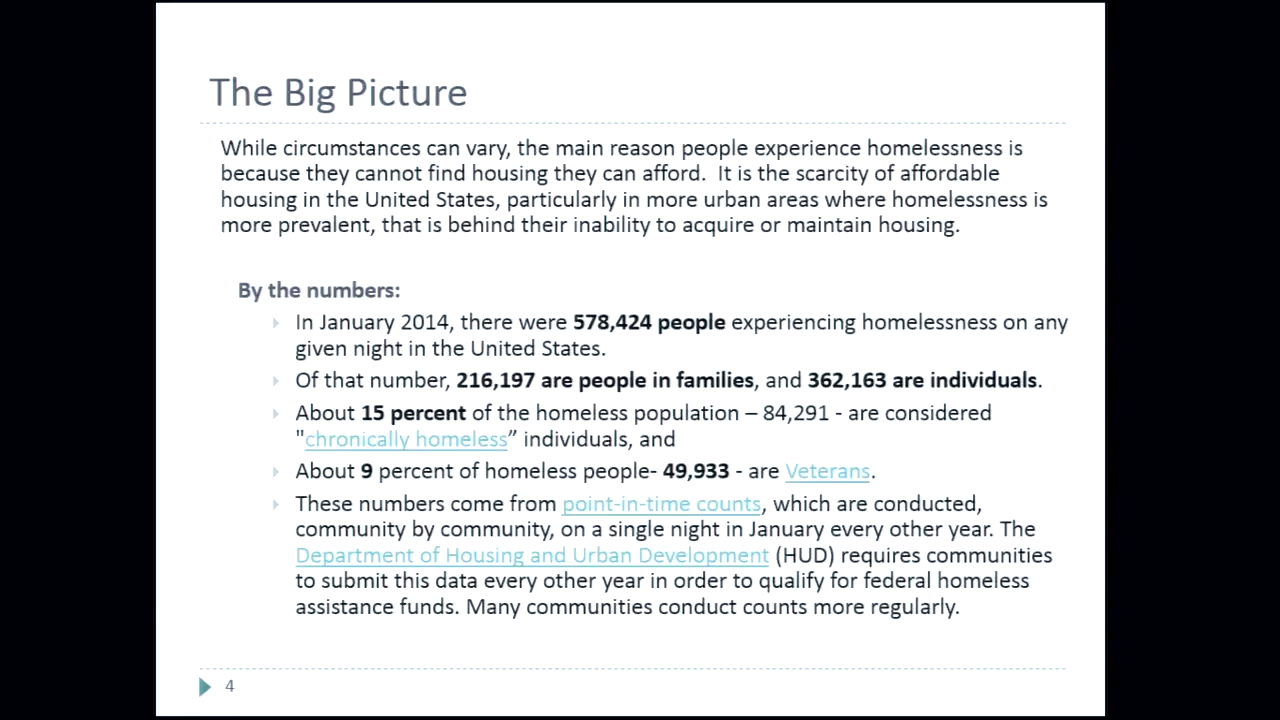 The Big Picture
While circumstances can vary, the main reason people experience homelessness is
because they cannot find housing they can afford.  It is the scarcity of affordable
housing in the United States, particularly in more urban areas where homelessness is
more prevalent, that is behind their inability to acquire or maintain housing.
By the numbers:
In January 2014, there were 578,424 people experiencing homelessness on any
given night in the United States.
Of that number, 216,197 are people in families, and 362,163 are individuals.
About 15 percent of the homeless population – 84,291 - are considered
"chronically homeless” individuals, and
About 9 percent of homeless people- 49,933 - are Veterans.
These numbers come from point-in-time counts, which are conducted,
community by community, on a single night in January every other year. The
Department of Housing and Urban Development (HUD) requires communities
to submit this data every other year in order to qualify for federal homeless
assistance funds. Many communities conduct counts more regularly.
4